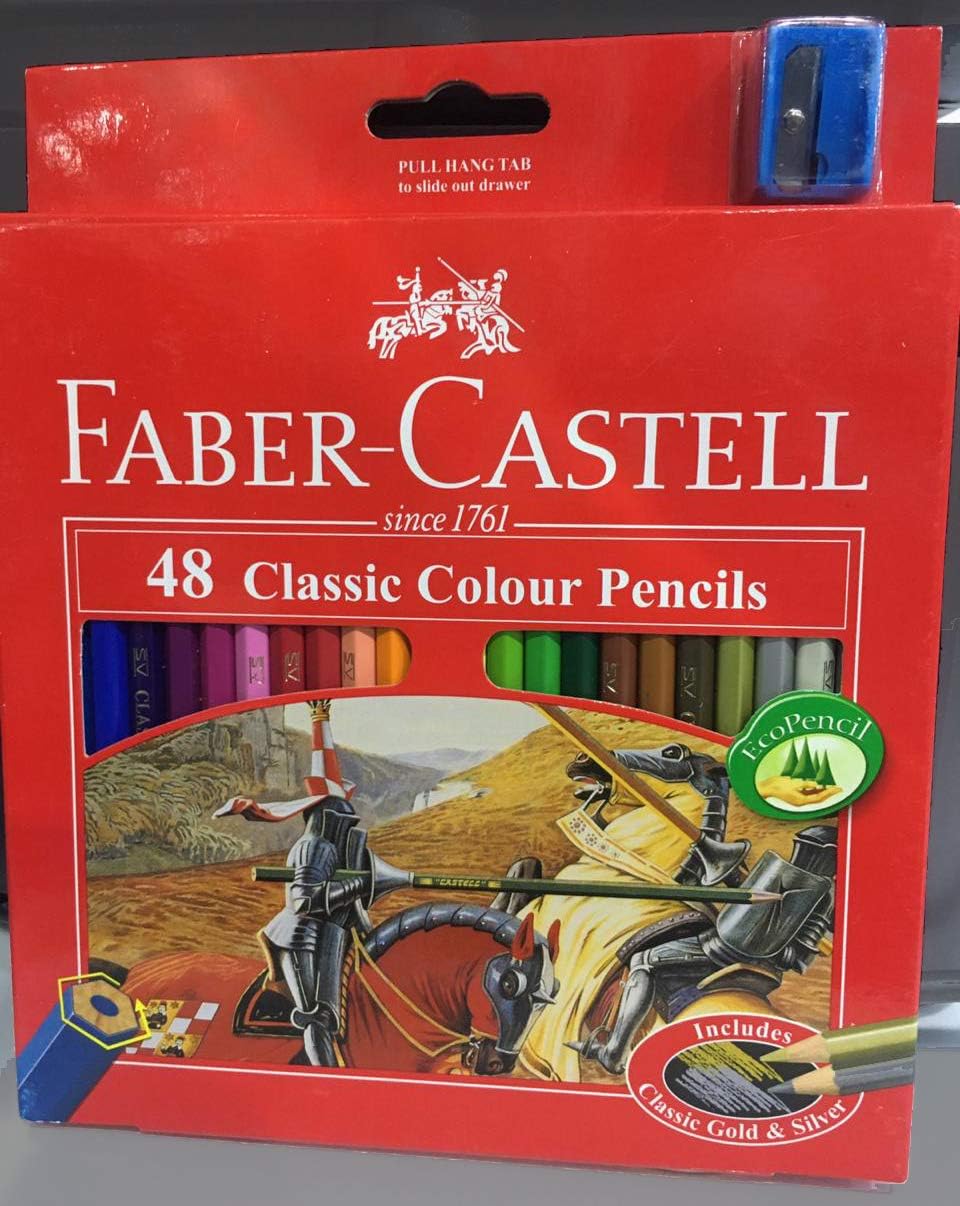 PULL HANG TAB
to slide out drawer
FABER-CASTELL
since 1761
48 Classic Colour Pencils
EcoPencil
"CASTELL"
Includes
Classic Gold & Silver